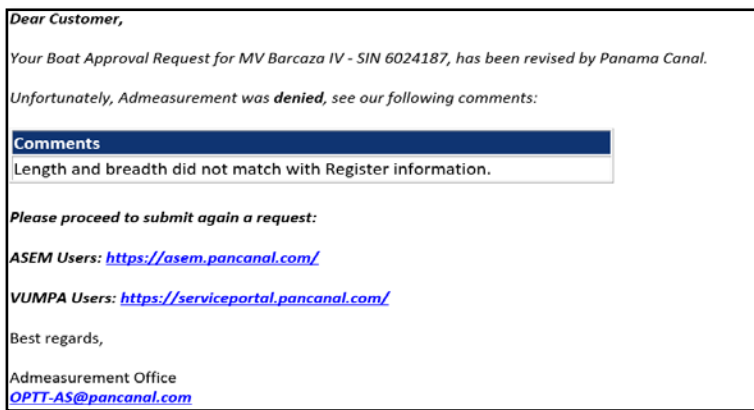 Dear Customer,
Your Boat Approval Request for MV Barcaza IV - SIN 6024187, has been revised by Panama Canal.
Unfortunately, Admeasurement was denied, see our following comments:
Comments
Length and breadth did not match with Register information.
Please proceed to submit again a request:
ASEM Users: https://asem.pancanal.com/
VUMPA Users: https://serviceportal.pancanal.com/
Best regards,
Admeasurement Office
OPTT-AS@pancanal.com